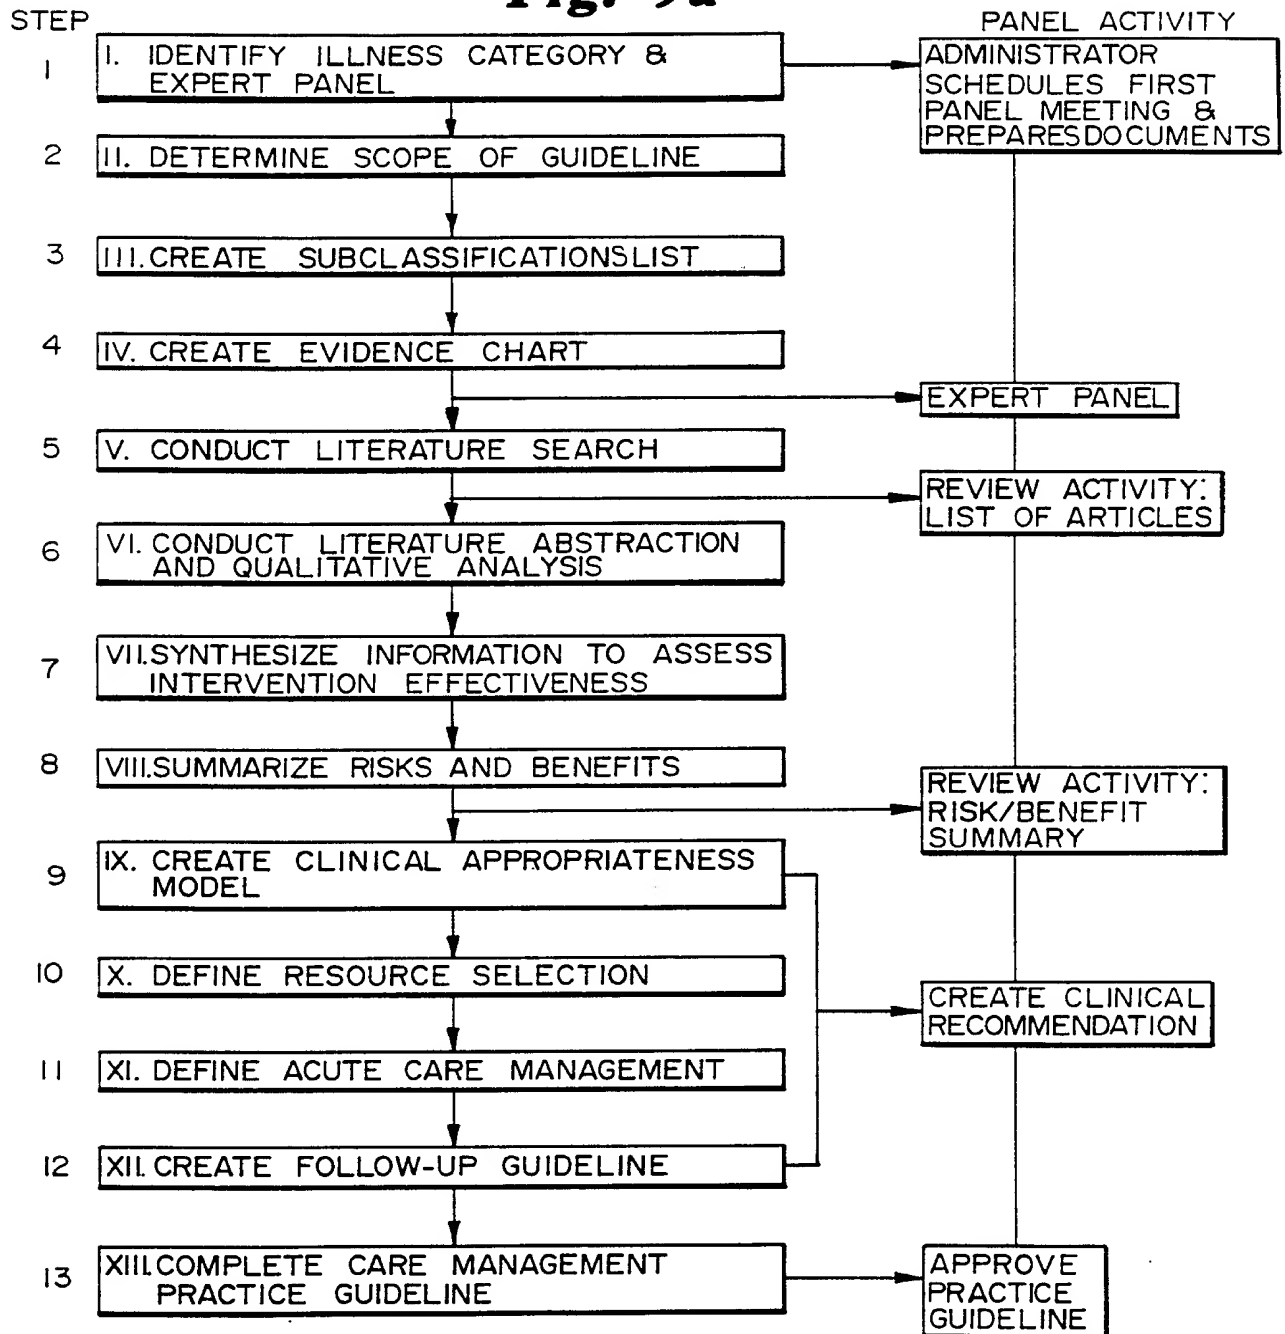 Fig. 9a
STEP
PANEL ACTIVITY
1
I. IDENTIFY ILLNESS CATEGORY &
EXPERT PANEL
ADMINISTRATOR
SCHEDULES FIRST
PANEL MEETING &
PREPARESDOCUMENTS
2
II. DETERMINE SCOPE OF GUIDELINE
3
III. CREATE SUBCLASSIFICATIONSLIST
4
IV. CREATE EVIDENCE CHART
EXPERT PANEL
5
V. CONDUCT LITERATURE SEARCH
REVIEW ACTIVITY:
LIST OF ARTICLES
6
VI. CONDUCT LITERATURE ABSTRACTION
AND QUALITATIVE ANALYSIS
7
VII.SYNTHESIZE INFORMATION TO ASSESS
INTERVENTION EFFECTIVENESS
8
VIII.SUMMARIZE RISKS AND BENEFITS
REVIEW ACTIVITY:
RISK/BENEFIT
SUMMARY
9
IX. CREATE CLINICAL APPROPRIATENESS
MODEL
10
X. DEFINE RESOURCE SELECTION
CREATE CLINICAL
RECOMMENDATION
11
XI. DEFINE ACUTE CARE MANAGEMENT
12
XII. CREATE FOLLOW-UP GUIDELINE
13
XIII.COMPLETE CARE MANAGEMENT
PRACTICE GUIDELINE
APPROVE
PRACTICE
GUIDELINE